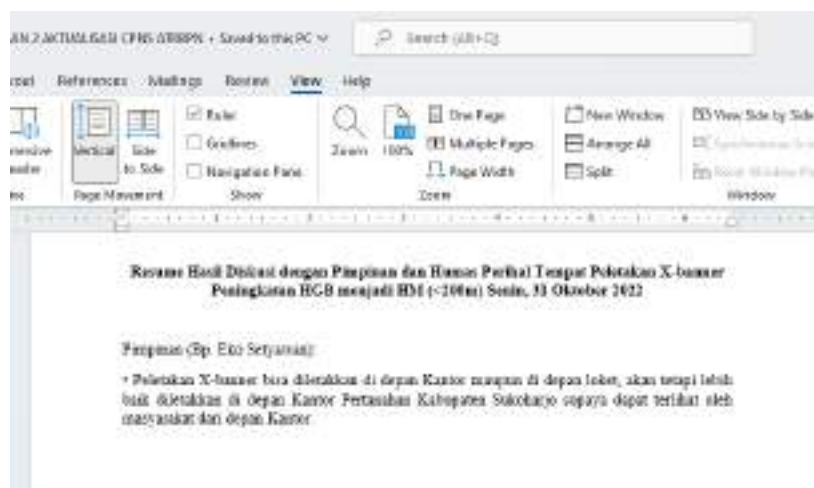 AN 2 AKTUALISASI CPNS ATRBPN • Saved to this PC
Search (Alt+Q)
References Mailings Review View Help
Vertical
Side to Side
Page Movement
Ruler
Gridlines
Navigation Pane
Show
Zoom
100%
One Page
Multiple Pages
Page Width
Zoom
New Window
Arrange All
Split
View Side by Side
Window
Resume Hasil Diskusi dengan Pimpinan dan Humas Perihal Tempat Peletakan X-banner
Peningkatan HGB menjadi HM (<200m) Senin, 31 Oktober 2022
Pimpinan (Bp. Eko Setyawan):
• Peletakan X-banner bisa diletakkan di depan Kantor maupun di depan loket, akan tetapi lebih
baik diletakkan di depan Kantor Pertanahan Kabupaten Sukoharjo supaya dapat terlihat oleh
masyarakat dari depan Kantor.